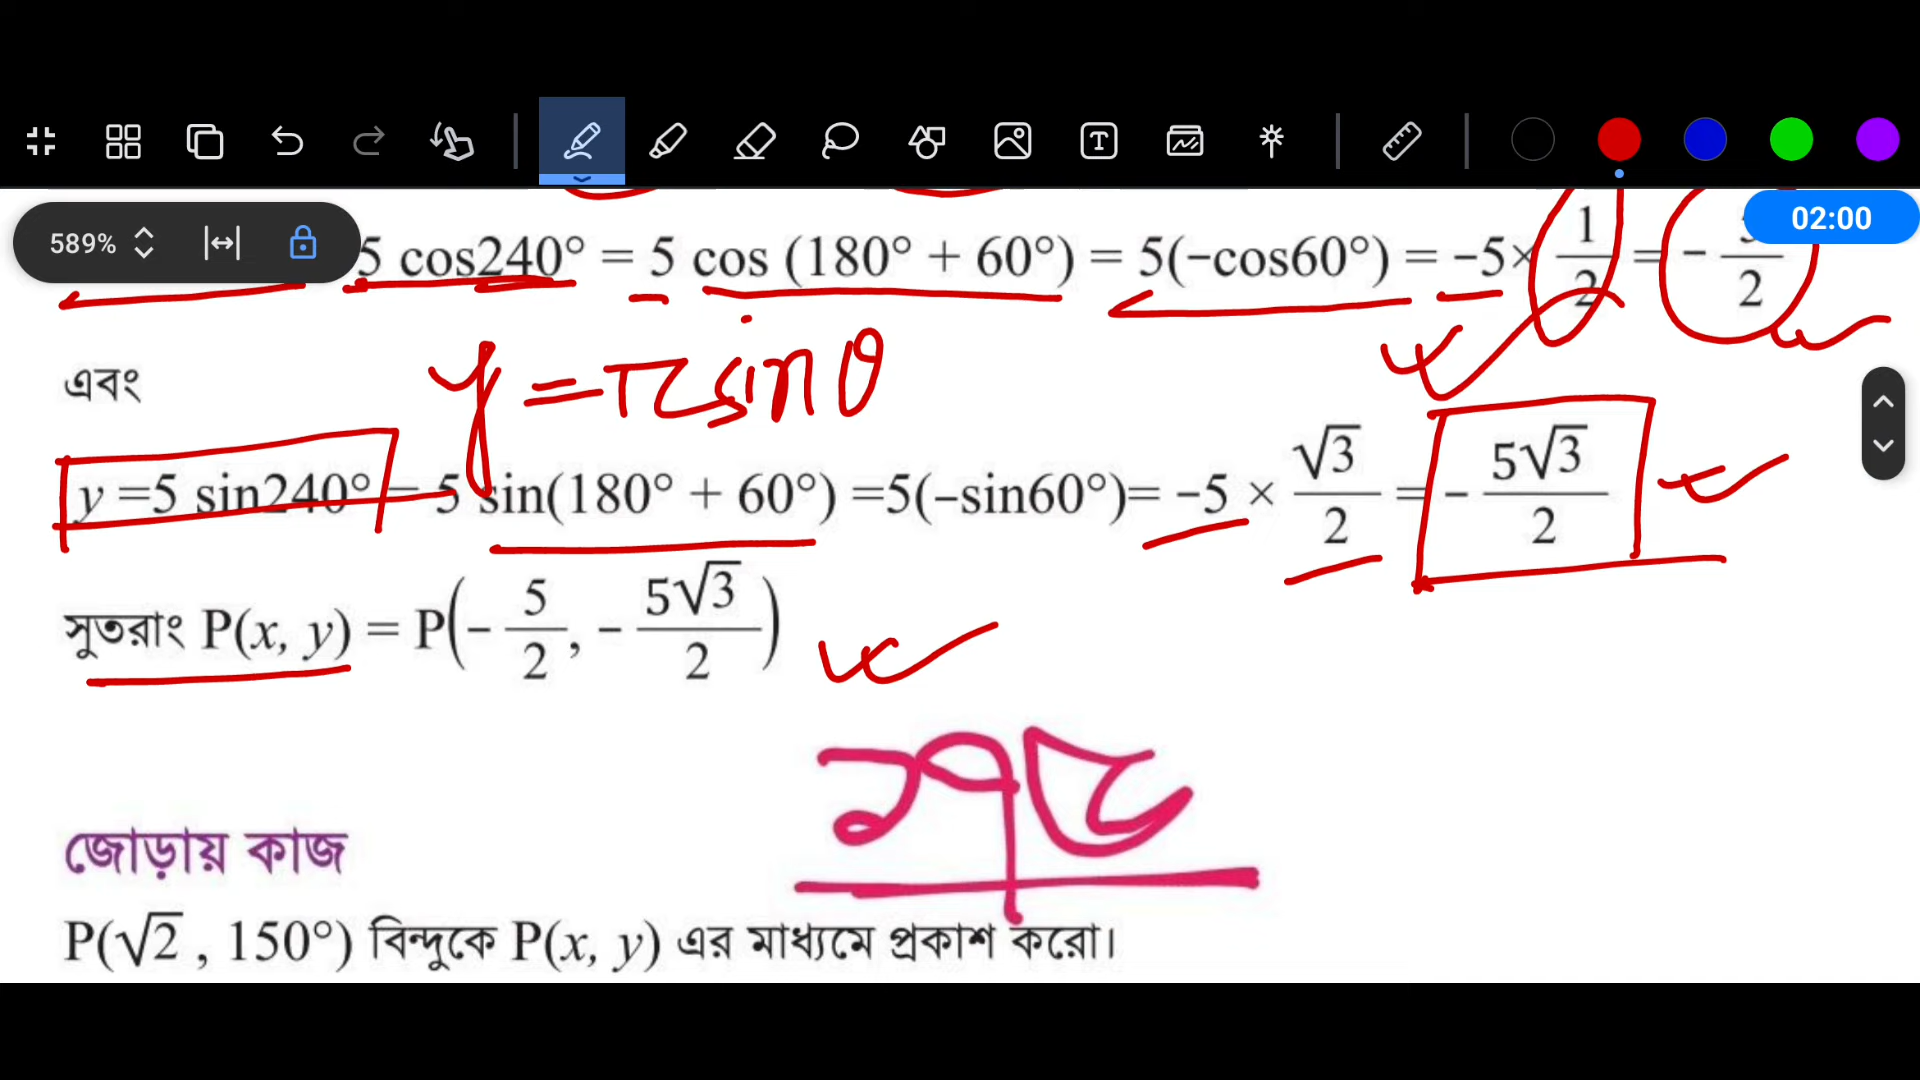 02:00
589%
5 cos240° = 5 cos (180° + 60°) = 5(−cos60°) = −5× 1/2 = − 5/2
এবং
y = r sin θ
y =5 sin240° = 5 sin(180° + 60°) =5(−sin60°)= −5 × √3/2 = − 5√3/2
সুতরাং P(x, y) = P(− 5/2, − 5√3/2)
জোড়ায় কাজ
P(√2 , 150°) বিন্দুকে P(x, y) এর মাধ্যমে প্রকাশ করো।